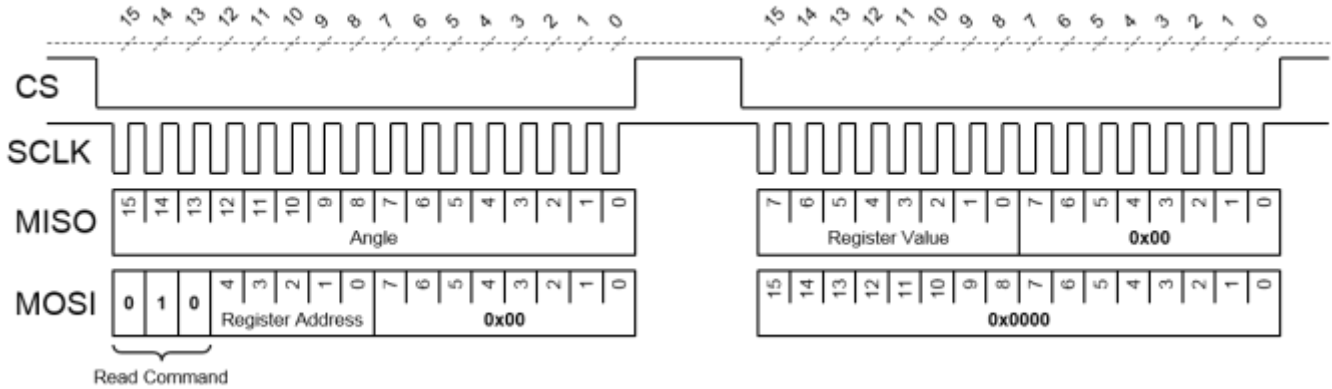 15 14 13 12 11 10 9 8 7 6 5 4 3 2 1 0 15 14 13 12 11 10 9 8 7 6 5 4 3 2 1 0
CS
SCLK
MISO 15 14 13 12 11 10 9 8 7 6 5 4 3 2 1 0 7 6 5 4 3 2 1 0 7 6 5 4 3 2 1 0
Angle Register Value 0x00
MOSI 0 1 0 4 3 2 1 0 7 6 5 4 3 2 1 0 15 14 13 12 11 10 9 8 7 6 5 4 3 2 1 0
Register Address 0x00 0x0000
Read Command